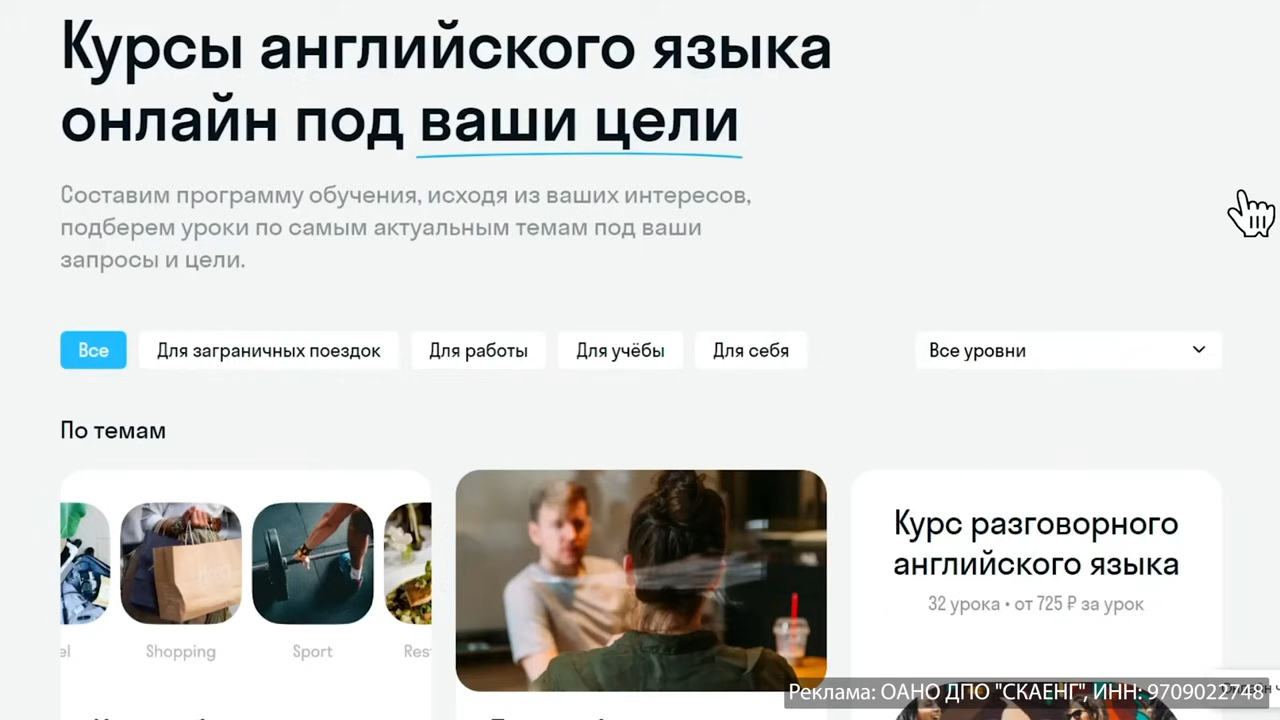 Курсы английского языка
онлайн под ваши цели
Составим программу обучения, исходя из ваших интересов,
подберем уроки по самым актуальным темам под ваши
запросы и цели.
Все
Для заграничных поездок
Для работы
Для учёбы
Для себя
Все уровни
По темам
Shopping
Sport
Курс разговорного
английского языка
32 урока • от 725 ₽ за урок
Реклама: ОАНО ДПО "СКАЕНГ", ИНН: 9709022748